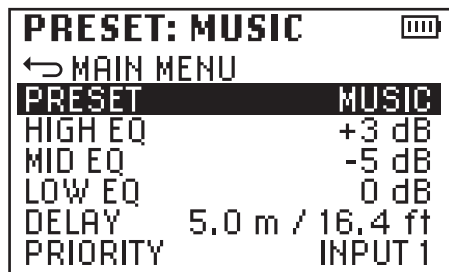 PRESET: MUSIC
MAIN MENU
PRESET MUSIC
HIGH EQ +3 dB
MID EQ -5 dB
LOW EQ 0 dB
DELAY 5.0 m / 16.4 ft
PRIORITY INPUT 1